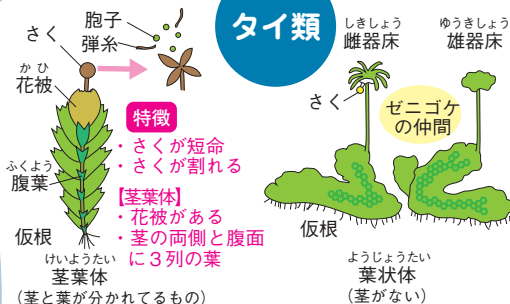 タイ類
胞子
弾糸
さく
かひ
花被
ふくよう
腹葉
仮根
けいようたい
茎葉体
（茎と葉が分かれてるもの）
特徴
・さくが短命
・さくが割れる
【茎葉体】
・花被がある
・茎の両側と腹面
に３列の葉
しきしょう
雌器床
ゆうきしょう
雄器床
さく
ゼニゴケ
の仲間
仮根
ようじょうたい
葉状体
（茎がない）